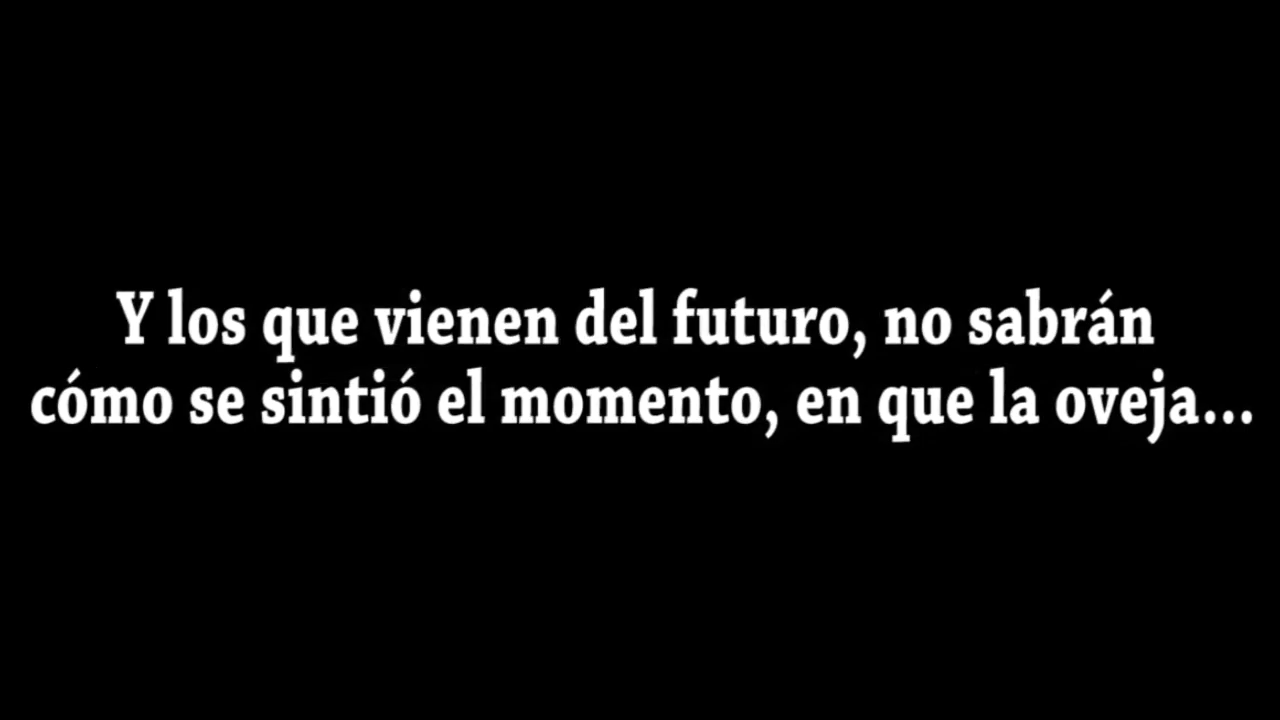 Y los que vienen del futuro, no sabrán
cómo se sintió el momento, en que la oveja...